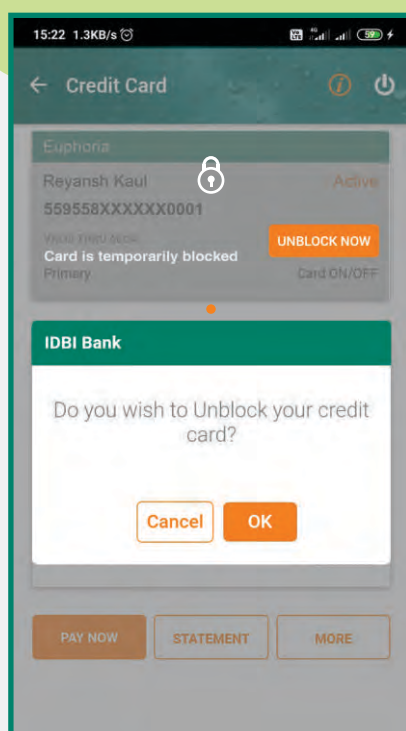 15:22 1.3KB/s
59
Credit Card
Euphoria
Reyansh Kaul Active
559558XXXXXX0001
UNBLOCK NOW
Card is temporarily blocked
Primary Card ON/OFF
IDBI Bank
Do you wish to Unblock your credit
card?
Cancel OK
PAY NOW STATEMENT MORE